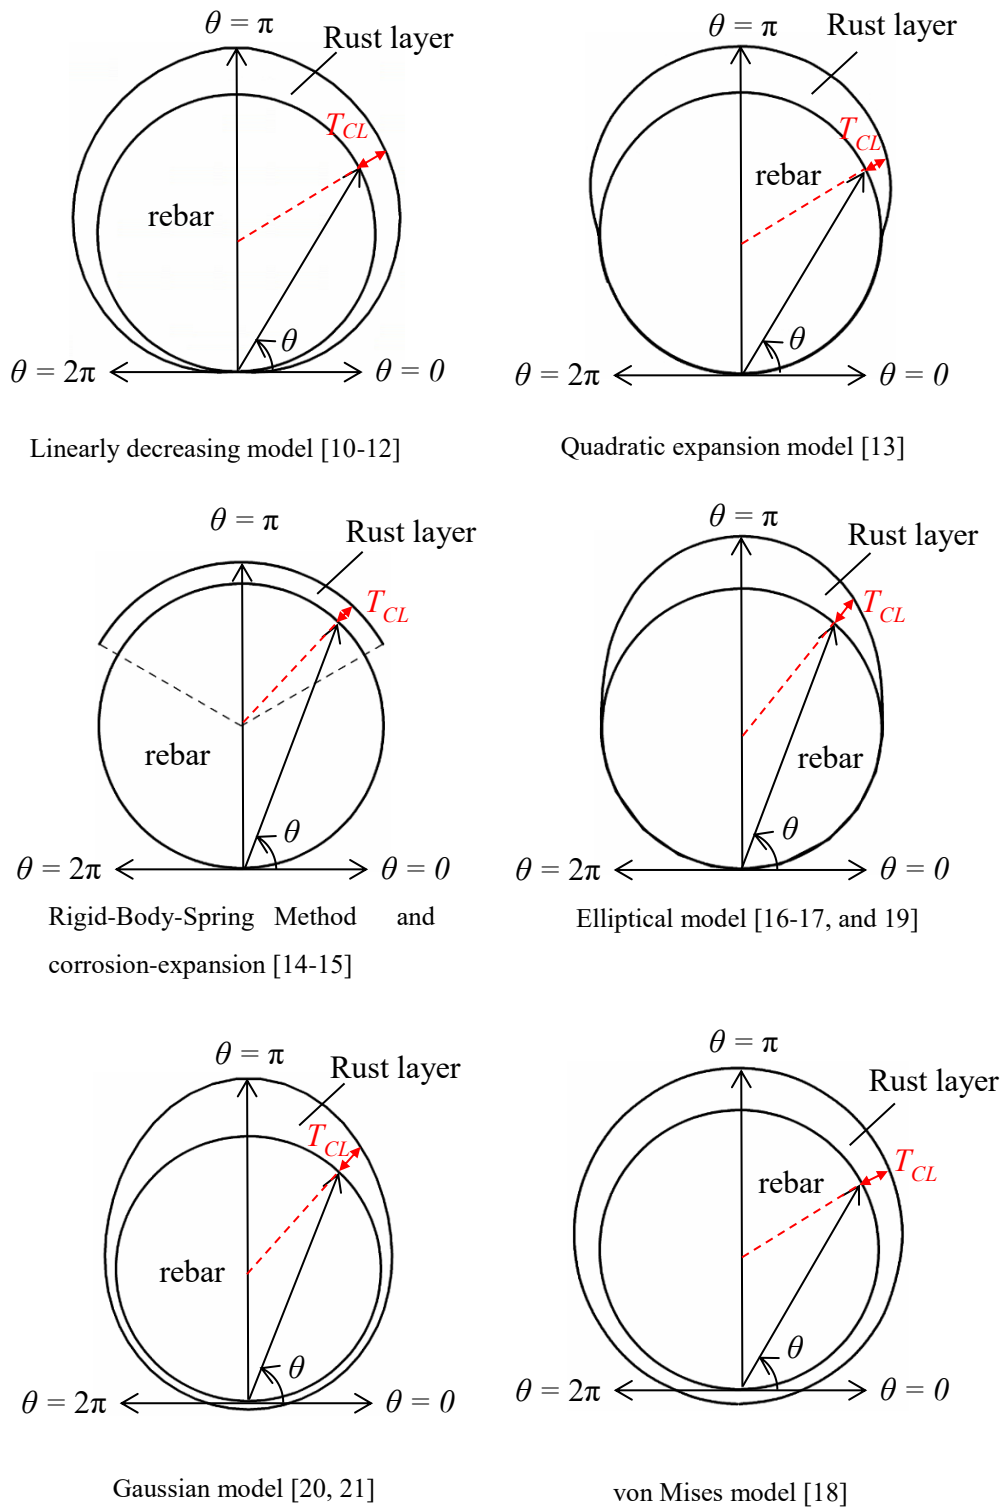 θ = π
Rust layer
T_CL
rebar
θ
θ = 2π
θ = 0
Linearly decreasing model [10-12]
θ = π
Rust layer
T_CL
rebar
θ
θ = 2π
θ = 0
Quadratic expansion model [13]
θ = π
Rust layer
T_CL
rebar
θ
θ = 2π
θ = 0
Rigid-Body-Spring Method and
corrosion-expansion [14-15]
θ = π
Rust layer
T_CL
rebar
θ
θ = 2π
θ = 0
Elliptical model [16-17, and 19]
θ = π
Rust layer
T_CL
rebar
θ
θ = 2π
θ = 0
Gaussian model [20, 21]
θ = π
Rust layer
T_CL
rebar
θ
θ = 2π
θ = 0
von Mises model [18]